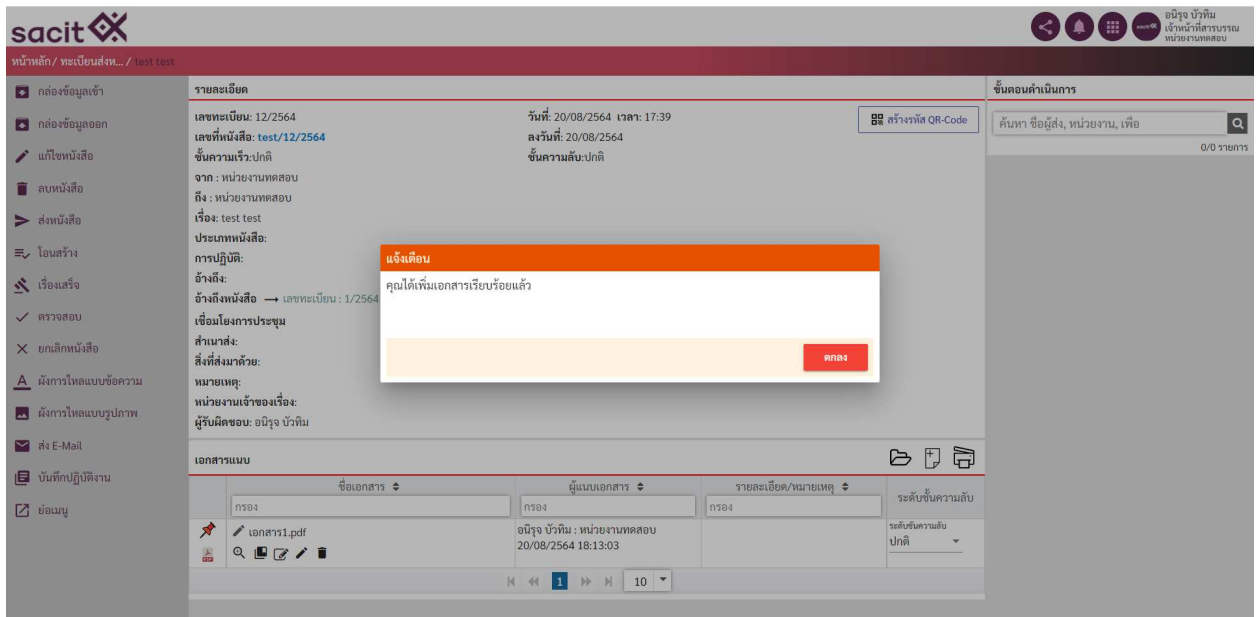 sacit
อนิรุจ บัวทิม
เจ้าหน้าที่สารบรรณ
หน่วยงานทดสอบ
หน้าหลัก/ ทะเบียนส่งห... / test test
กล่องข้อมูลเข้า
กล่องข้อมูลออก
แก้ไขหนังสือ
ลบหนังสือ
ส่งหนังสือ
โอนสร้าง
เรื่องเสร็จ
ตรวจสอบ
ยกเลิกหนังสือ
ผังการไหลแบบข้อความ
ผังการไหลแบบรูปภาพ
ส่ง E-Mail
บันทึกปฏิบัติงาน
ย่อเมนู
รายละเอียด
เลขทะเบียน: 12/2564
วันที่: 20/08/2564 เวลา: 17:39
สร้างรหัส QR-Code
เลขที่หนังสือ: test/12/2564
ลงวันที่: 20/08/2564
ชั้นความเร็ว:ปกติ
ชั้นความลับ:ปกติ
จาก : หน่วยงานทดสอบ
ถึง : หน่วยงานทดสอบ
เรื่อง: test test
ประเภทหนังสือ:
การปฏิบัติ:
อ้างถึง:
อ้างถึงหนังสือ → เลขทะเบียน : 1/2564
เชื่อมโยงการประชุม
สำเนาส่ง:
สิ่งที่ส่งมาด้วย:
หมายเหตุ:
หน่วยงานเจ้าของเรื่อง:
ผู้รับผิดชอบ: อนิรุจ บัวทิม
แจ้งเตือน
คุณได้เพิ่มเอกสารเรียบร้อยแล้ว
ตกลง
ขั้นตอนดำเนินการ
ค้นหา ชื่อผู้ส่ง, หน่วยงาน, เพื่อ
0/0 รายการ
เอกสารแนบ
ชื่อเอกสาร
ผู้แนบเอกสาร
รายละเอียด/หมายเหตุ
ระดับชั้นความลับ
กรอง
กรอง
กรอง
เอกสาร1.pdf
อนิรุจ บัวทิม : หน่วยงานทดสอบ
20/08/2564 18:13:03
ระดับชั้นความลับ
ปกติ
1
10